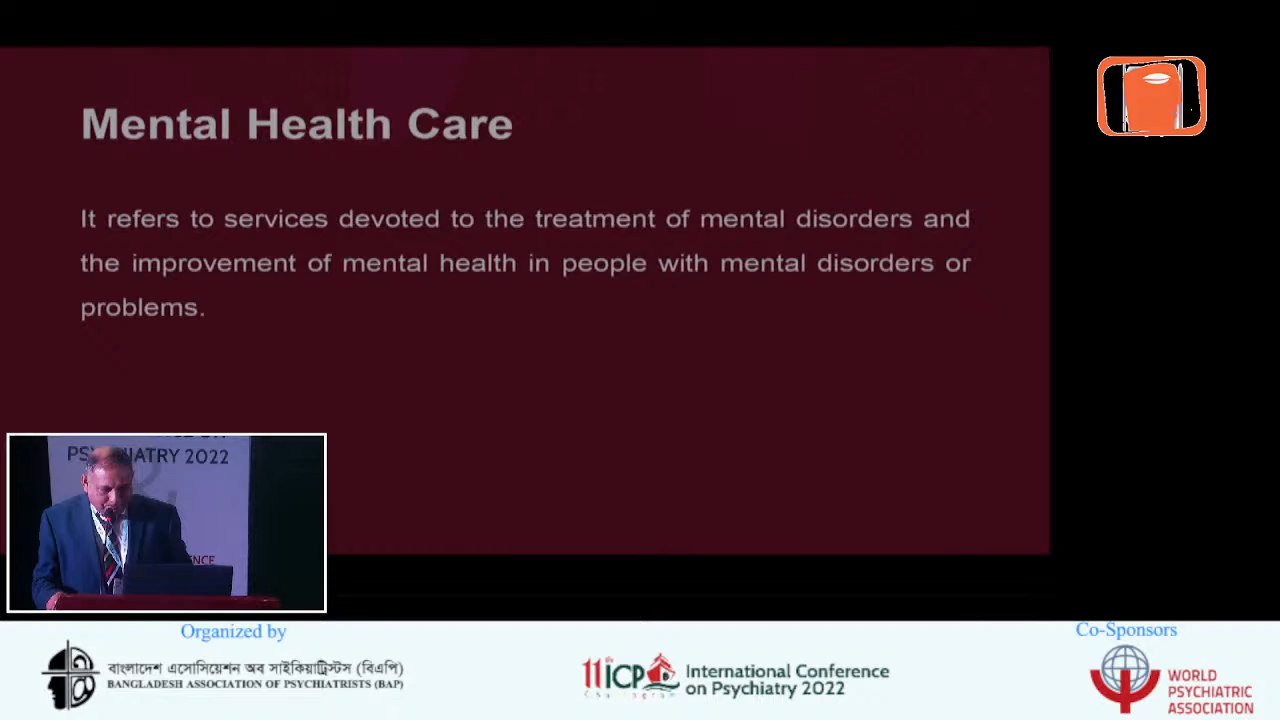 Mental Health Care
It refers to services devoted to the treatment of mental disorders and
the improvement of mental health in people with mental disorders or
problems.
PSYCHIATRY 2022
Organized by
বাংলাদেশ এসোসিয়েশন অব সাইকিয়াট্রিস্টস (বিএপি)
BANGLADESH ASSOCIATION OF PSYCHIATRISTS (BAP)
11 ICP
International Conference
on Psychiatry 2022
Co-Sponsors
WORLD
PSYCHIATRIC
ASSOCIATION